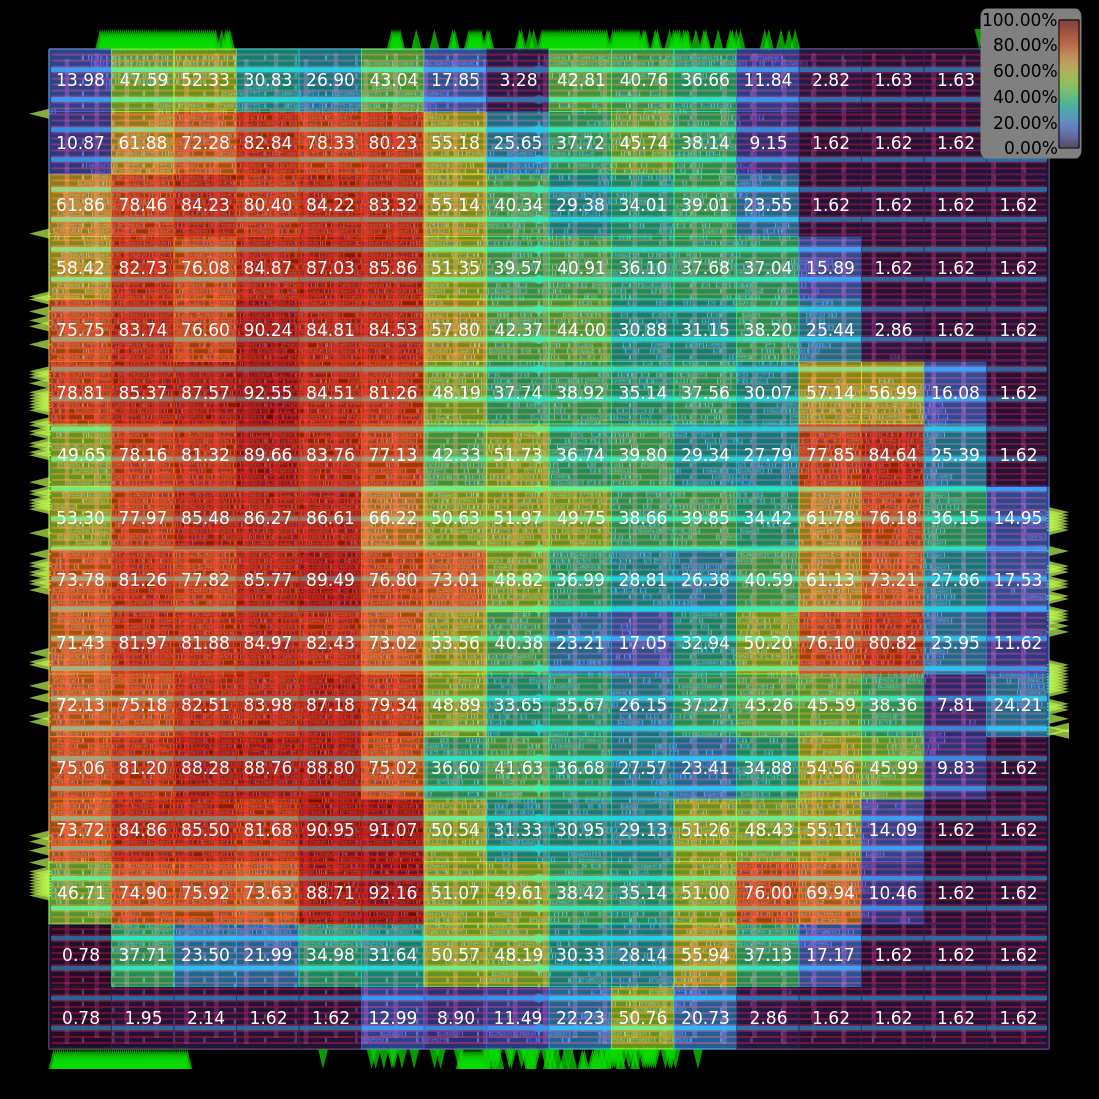 100.00%
80.00%
60.00%
40.00%
20.00%
0.00%
13.98 47.59 52.33 30.83 26.90 43.04 17.85 3.28 42.81 40.76 36.66 11.84 2.82 1.63 1.63
10.87 61.88 72.28 82.84 78.33 80.23 55.18 25.65 37.72 45.74 38.14 9.15 1.62 1.62 1.62
61.86 78.46 84.23 80.40 84.22 83.32 55.14 40.34 29.38 34.01 39.01 23.55 1.62 1.62 1.62 1.62
58.42 82.73 76.08 84.87 87.03 85.86 51.35 39.57 40.91 36.10 37.68 37.04 15.89 1.62 1.62 1.62
75.75 83.74 76.60 90.24 84.81 84.53 57.80 42.37 44.00 30.88 31.15 38.20 25.44 2.86 1.62 1.62
78.81 85.37 87.57 92.55 84.51 81.26 48.19 37.74 38.92 35.14 37.56 30.07 57.14 56.99 16.08 1.62
49.65 78.16 81.32 89.66 83.76 77.13 42.33 51.73 36.74 39.80 29.34 27.79 77.85 84.64 25.39 1.62
53.30 77.97 85.48 86.27 86.61 66.22 50.63 51.97 49.75 38.66 39.85 34.42 61.78 76.18 36.15 14.95
73.78 81.26 77.82 85.77 89.49 76.80 73.01 48.82 36.99 28.81 26.38 40.59 61.13 73.21 27.86 17.53
71.43 81.97 81.88 84.97 82.43 73.02 53.56 40.38 23.21 17.05 32.94 50.20 76.10 80.82 23.95 11.62
72.13 75.18 82.51 83.98 87.18 79.34 48.89 33.65 35.67 26.15 37.27 43.26 45.59 38.36 7.81 24.21
75.06 81.20 88.28 88.76 88.80 75.02 36.60 41.63 36.68 27.57 23.41 34.88 54.56 45.99 9.83 1.62
73.72 84.86 85.50 81.68 90.95 91.07 50.54 31.33 30.95 29.13 51.26 48.43 55.11 14.09 1.62 1.62
46.71 74.90 75.92 73.63 88.71 92.16 51.07 49.61 38.42 35.14 51.00 76.00 69.94 10.46 1.62 1.62
0.78 37.71 23.50 21.99 34.98 31.64 50.57 48.19 30.33 28.14 55.94 37.13 17.17 1.62 1.62 1.62
0.78 1.95 2.14 1.62 1.62 12.99 8.90 11.49 22.23 50.76 20.73 2.86 1.62 1.62 1.62 1.62